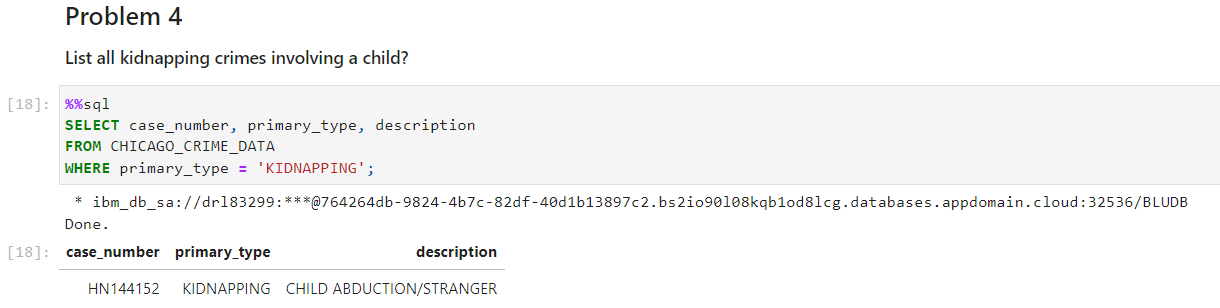 Problem 4
List all kidnapping crimes involving a child?
[18]: %%sql
SELECT case_number, primary_type, description
FROM CHICAGO_CRIME_DATA
WHERE primary_type = 'KIDNAPPING';
* ibm_db_sa://drl83299:***@764264db-9824-4b7c-82df-40d1b13897c2.bs2io90l08kqb1od8lcg.databases.appdomain.cloud:32536/BLUDB
Done.
[18]: case_number primary_type description
HN144152 KIDNAPPING CHILD ABDUCTION/STRANGER